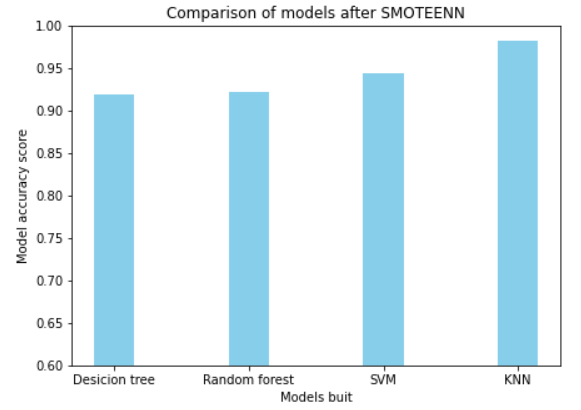 Comparison of models after SMOTEENN
1.00
0.95
0.90
0.85
0.80
0.75
0.70
0.65
0.60
Model accuracy score
Desicion tree
Random forest
SVM
KNN
Models buit